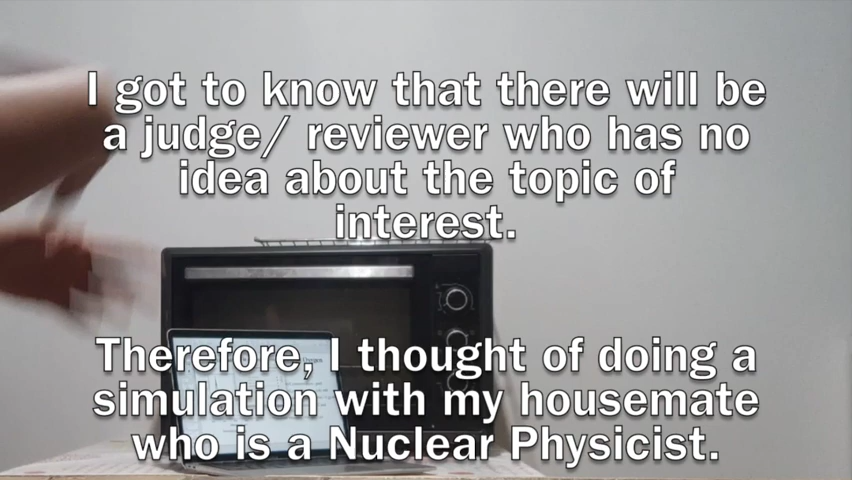 I got to know that there will be
a judge/ reviewer who has no
idea about the topic of
interest.
Therefore, I thought of doing a
simulation with my housemate
who is a Nuclear Physicist.